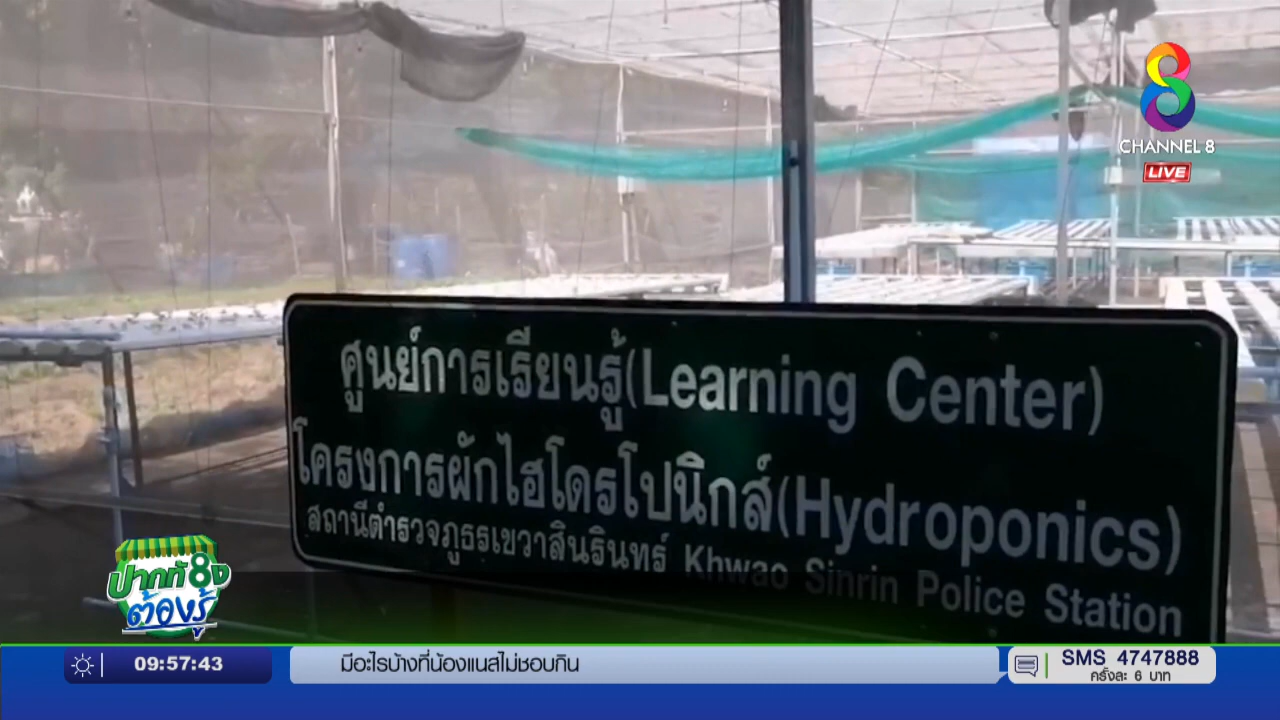 CHANNEL 8
LIVE
ศูนย์การเรียนรู้(Learning Center)
โครงการผักไฮโดรโปนิกส์(Hydroponics)
สถานีตำรวจภูธรเขวาสินรินทร์ Khwao Sinrin Police Station
ปากท้8ง
ต้องรู้
09:57:43
มีอะไรบ้างที่น้องแนสไม่ชอบกิน
SMS 4747888
ครั้งละ 6 บาท